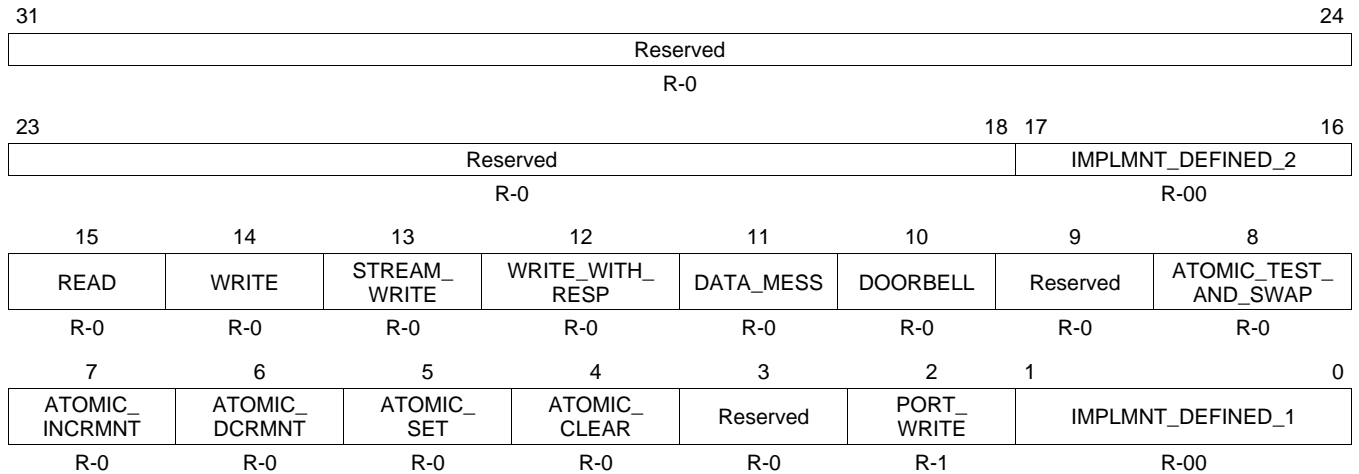 31 24
Reserved
R-0
23 18 17 16
Reserved IMPLMNT_DEFINED_2
R-0 R-00
15 14 13 12 11 10 9 8
READ WRITE STREAM_ WRITE_WITH_ DATA_MESS DOORBELL Reserved ATOMIC_TEST_
WRITE RESP AND_SWAP
R-0 R-0 R-0 R-0 R-0 R-0 R-0 R-0
7 6 5 4 3 2 1 0
ATOMIC_ ATOMIC_ ATOMIC_ ATOMIC_ Reserved PORT_ IMPLMNT_DEFINED_1
INCRMNT DCRMNT SET CLEAR WRITE
R-0 R-0 R-0 R-0 R-0 R-1 R-00